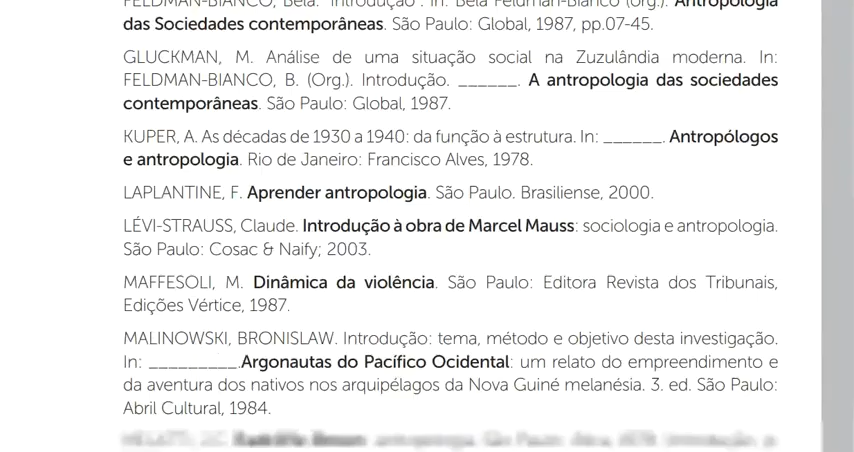 FELDMAN-BIANCO, Bela. "Introdução". In: Bela Feldman-Bianco (Org.). Antropologia
das Sociedades contemporâneas. São Paulo: Global, 1987, pp.07-45.
GLUCKMAN, M. Análise de uma situação social na Zuzulândia moderna. In:
FELDMAN-BIANCO, B. (Org.). Introdução. ______. A antropologia das sociedades
contemporâneas. São Paulo: Global, 1987.
KUPER, A. As décadas de 1930 a 1940: da função à estrutura. In: ______. Antropólogos
e antropologia. Rio de Janeiro: Francisco Alves, 1978.
LAPLANTINE, F. Aprender antropologia. São Paulo. Brasiliense, 2000.
LÉVI-STRAUSS, Claude. Introdução à obra de Marcel Mauss: sociologia e antropologia.
São Paulo: Cosac & Naify; 2003.
MAFFESOLI, M. Dinâmica da violência. São Paulo: Editora Revista dos Tribunais,
Edições Vértice, 1987.
MALINOWSKI, BRONISLAW. Introdução: tema, método e objetivo desta investigação.
In: _________.Argonautas do Pacífico Ocidental: um relato do empreendimento e
da aventura dos nativos nos arquipélagos da Nova Guiné melanésia. 3. ed. São Paulo:
Abril Cultural, 1984.